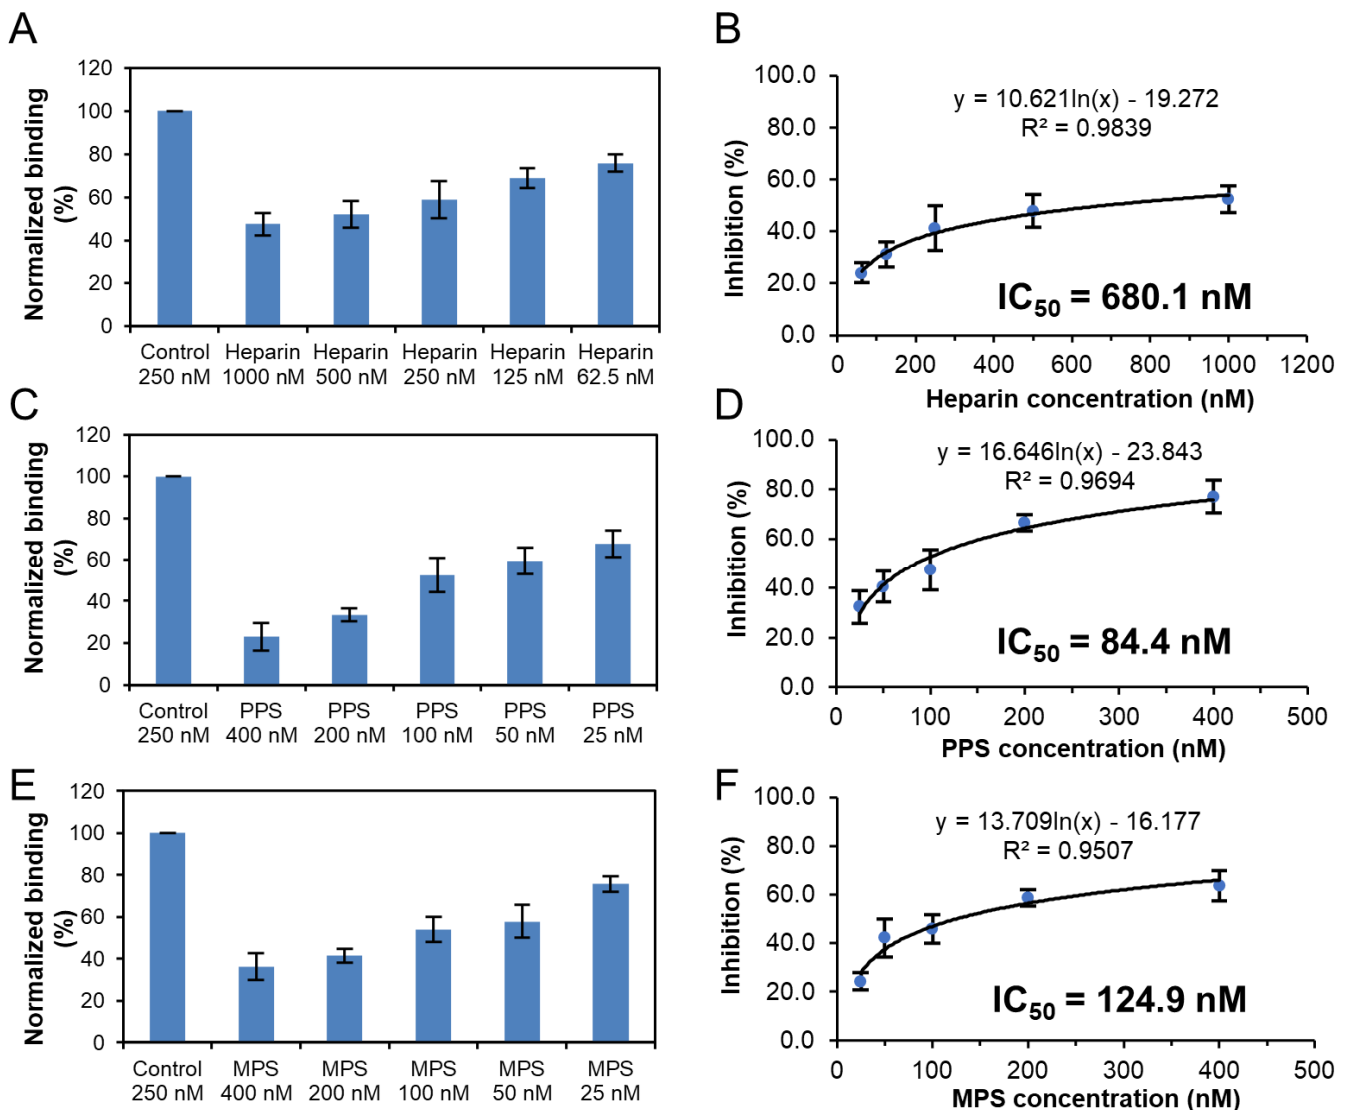 A
Normalized binding
(%)
120
100
80
60
40
20
0
Control
250 nM
Heparin
1000 nM
Heparin
500 nM
Heparin
250 nM
Heparin
125 nM
Heparin
62.5 nM
B
Inhibition (%)
100.0
80.0
60.0
40.0
20.0
0.0
y = 10.621ln(x) - 19.272
R² = 0.9839
IC50 = 680.1 nM
0
200
400
600
800
1000
1200
Heparin concentration (nM)
C
Normalized binding
(%)
120
100
80
60
40
20
0
Control
250 nM
PPS
400 nM
PPS
200 nM
PPS
100 nM
PPS
50 nM
PPS
25 nM
D
Inhibition (%)
100.0
80.0
60.0
40.0
20.0
0.0
y = 16.646ln(x) - 23.843
R² = 0.9694
IC50 = 84.4 nM
0
100
200
300
400
500
PPS concentration (nM)
E
Normalized binding
(%)
120
100
80
60
40
20
0
Control
250 nM
MPS
400 nM
MPS
200 nM
MPS
100 nM
MPS
50 nM
MPS
25 nM
F
Inhibition (%)
100.0
80.0
60.0
40.0
20.0
0.0
y = 13.709ln(x) - 16.177
R² = 0.9507
IC50 = 124.9 nM
0
100
200
300
400
500
MPS concentration (nM)